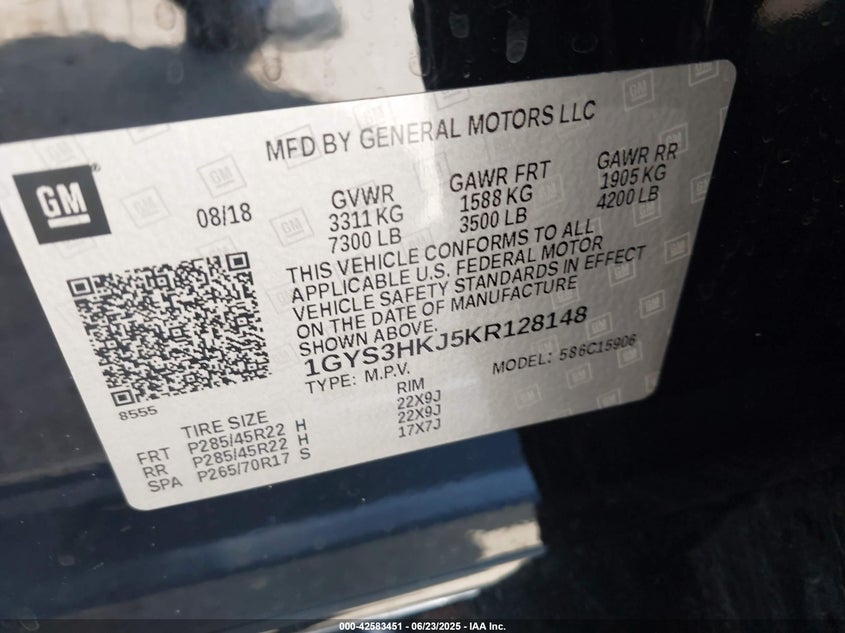 MFD BY GENERAL MOTORS LLC
GM
08/18
GVWR
3311 KG
7300 LB
GAWR FRT
1588 KG
3500 LB
GAWR RR
1905 KG
4200 LB
THIS VEHICLE CONFORMS TO ALL
APPLICABLE U.S. FEDERAL MOTOR
VEHICLE SAFETY STANDARDS IN EFFECT
ON THE DATE OF MANUFACTURE
SHOWN ABOVE.
1GYS3HKJ5KR128148
TYPE: M.P.V.
MODEL: 586C15906
8555
TIRE SIZE
RIM
FRT P285/45R22 H 22X9J
RR P285/45R22 H 22X9J
SPA P265/70R17 S 17X7J
000-42583451 - 06/23/2025 - IAA Inc.